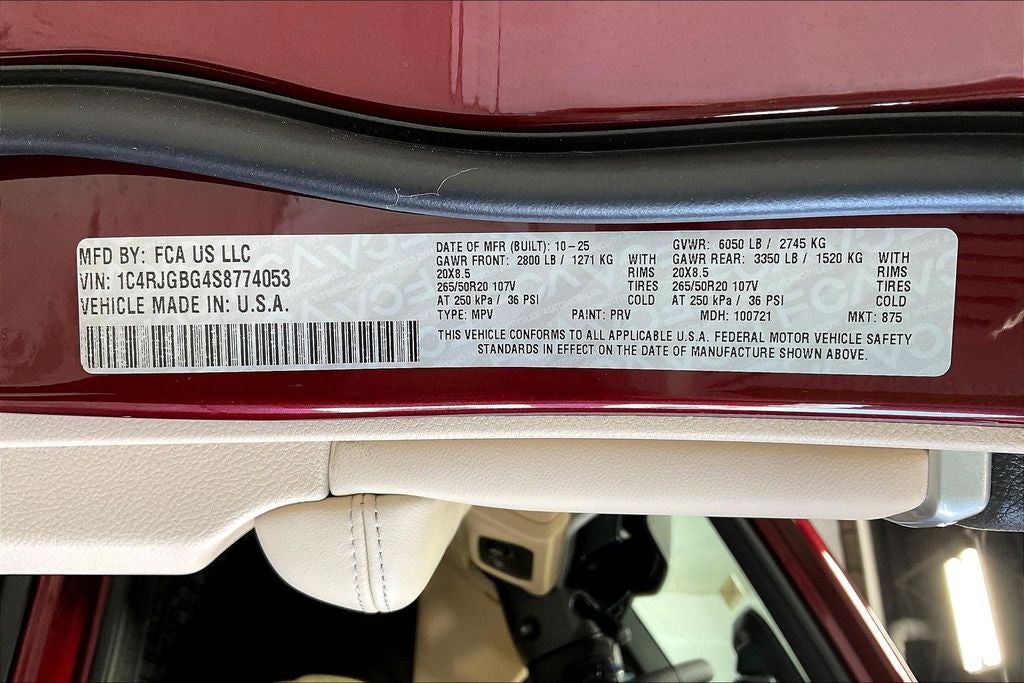 MFD BY: FCA US LLC
VIN: 1C4RJGBG4S8774053
VEHICLE MADE IN: U.S.A.
DATE OF MFR (BUILT): 10-25 GVWR: 6050 LB / 2745 KG
GAWR FRONT: 2800 LB / 1271 KG WITH GAWR REAR: 3350 LB / 1520 KG WITH
20X8.5 RIMS 20X8.5 RIMS
265/50R20 107V TIRES 265/50R20 107V TIRES
AT 250 kPa / 36 PSI COLD AT 250 kPa / 36 PSI COLD
TYPE: MPV PAINT: PRV MDH: 100721 MKT: 875
THIS VEHICLE CONFORMS TO ALL APPLICABLE U.S.A. FEDERAL MOTOR VEHICLE SAFETY
STANDARDS IN EFFECT ON THE DATE OF MANUFACTURE SHOWN ABOVE.